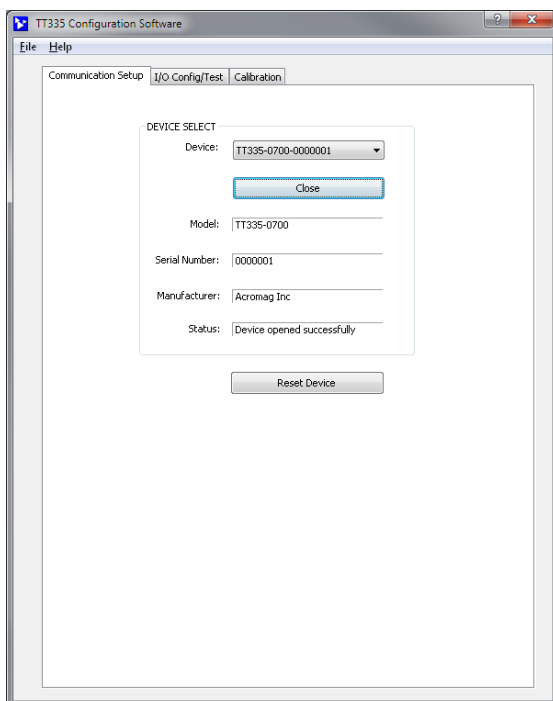 TT335 Configuration Software
File Help
Communication Setup I/O Config/Test Calibration
DEVICE SELECT
Device: TT335-0700-0000001
Close
Model: TT335-0700
Serial Number: 0000001
Manufacturer: Acromag Inc
Status: Device opened successfully
Reset Device